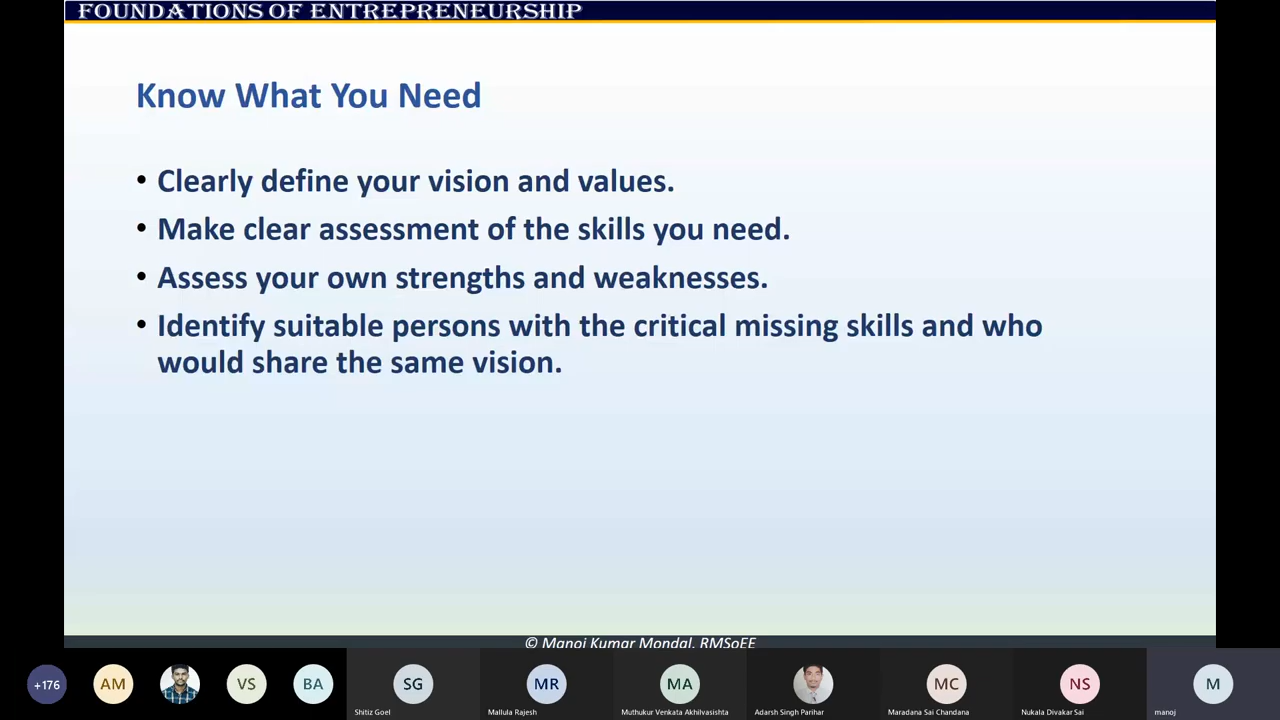 FOUNDATIONS OF ENTREPRENEURSHIP
Know What You Need
• Clearly define your vision and values.
• Make clear assessment of the skills you need.
• Assess your own strengths and weaknesses.
• Identify suitable persons with the critical missing skills and who
would share the same vision.
© Manoj Kumar Mondal, RMSoEE
+176 AM VS BA SG MR MA MC NS M
Shitiz Goel Mallula Rajesh Muthukur Venkata Akhilvasishta Adarsh Singh Parihar Maradana Sai Chandana Nukala Divakar Sai manoj